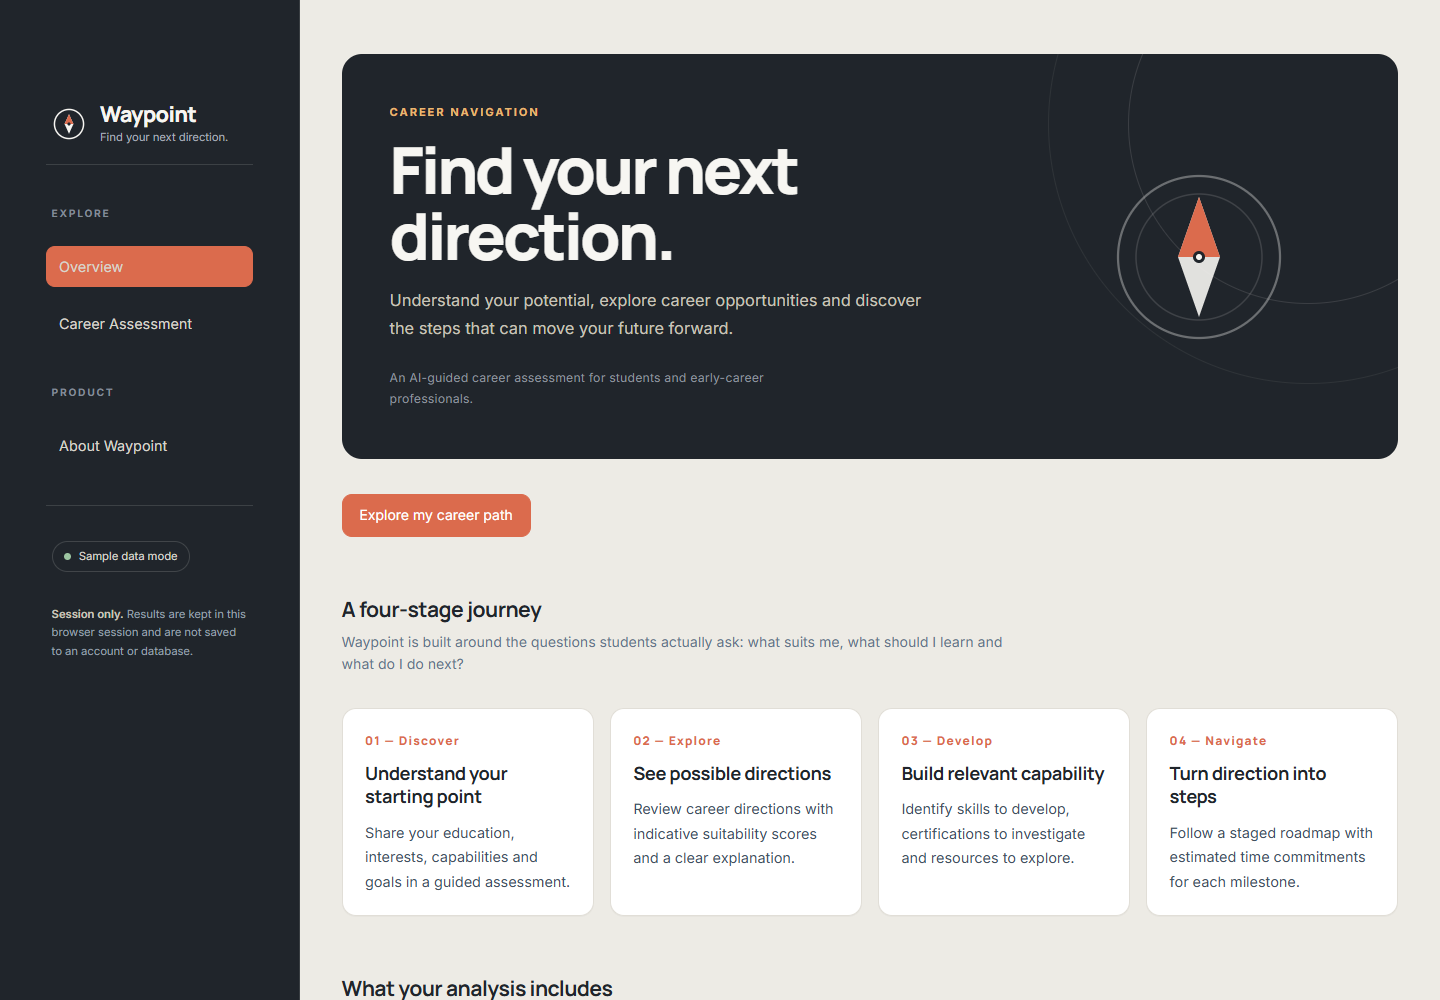 Waypoint
Find your next direction.
EXPLORE
Overview
Career Assessment
PRODUCT
About Waypoint
Sample data mode
Session only. Results are kept in this
browser session and are not saved
to an account or database.
CAREER NAVIGATION
Find your next
direction.
Understand your potential, explore career opportunities and discover
the steps that can move your future forward.
An AI-guided career assessment for students and early-career
professionals.
Explore my career path
A four-stage journey
Waypoint is built around the questions students actually ask: what suits me, what should I learn and
what do I do next?
01 — Discover
Understand your
starting point
Share your education,
interests, capabilities and
goals in a guided assessment.
02 — Explore
See possible directions
Review career directions with
indicative suitability scores
and a clear explanation.
03 — Develop
Build relevant capability
Identify skills to develop,
certifications to investigate
and resources to explore.
04 — Navigate
Turn direction into
steps
Follow a staged roadmap with
estimated time commitments
for each milestone.
What your analysis includes